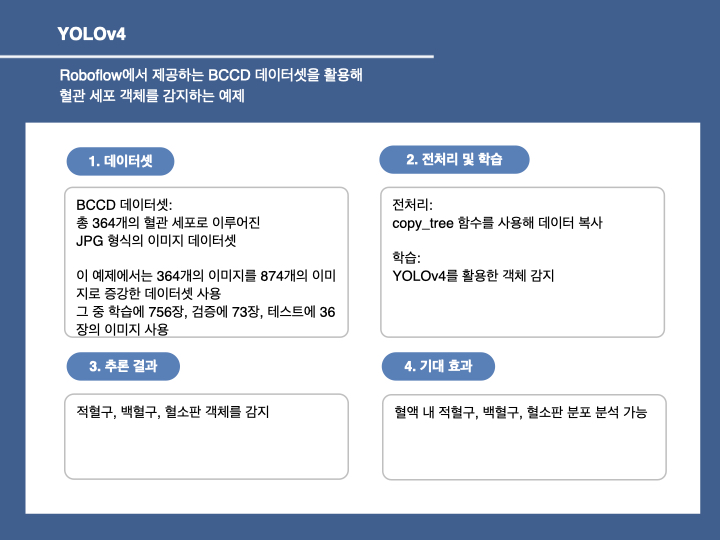 YOLOv4
Roboflow에서 제공하는 BCCD 데이터셋을 활용해
혈관 세포 객체를 감지하는 예제
1. 데이터셋
BCCD 데이터셋:
총 364개의 혈관 세포로 이루어진
JPG 형식의 이미지 데이터셋
이 예제에서는 364개의 이미지를 874개의 이미
지로 증강한 데이터셋 사용
그 중 학습에 756장, 검증에 73장, 테스트에 36
장의 이미지 사용
2. 전처리 및 학습
전처리:
copy_tree 함수를 사용해 데이터 복사
학습:
YOLOv4를 활용한 객체 감지
3. 추론 결과
적혈구, 백혈구, 혈소판 객체를 감지
4. 기대 효과
혈액 내 적혈구, 백혈구, 혈소판 분포 분석 가능